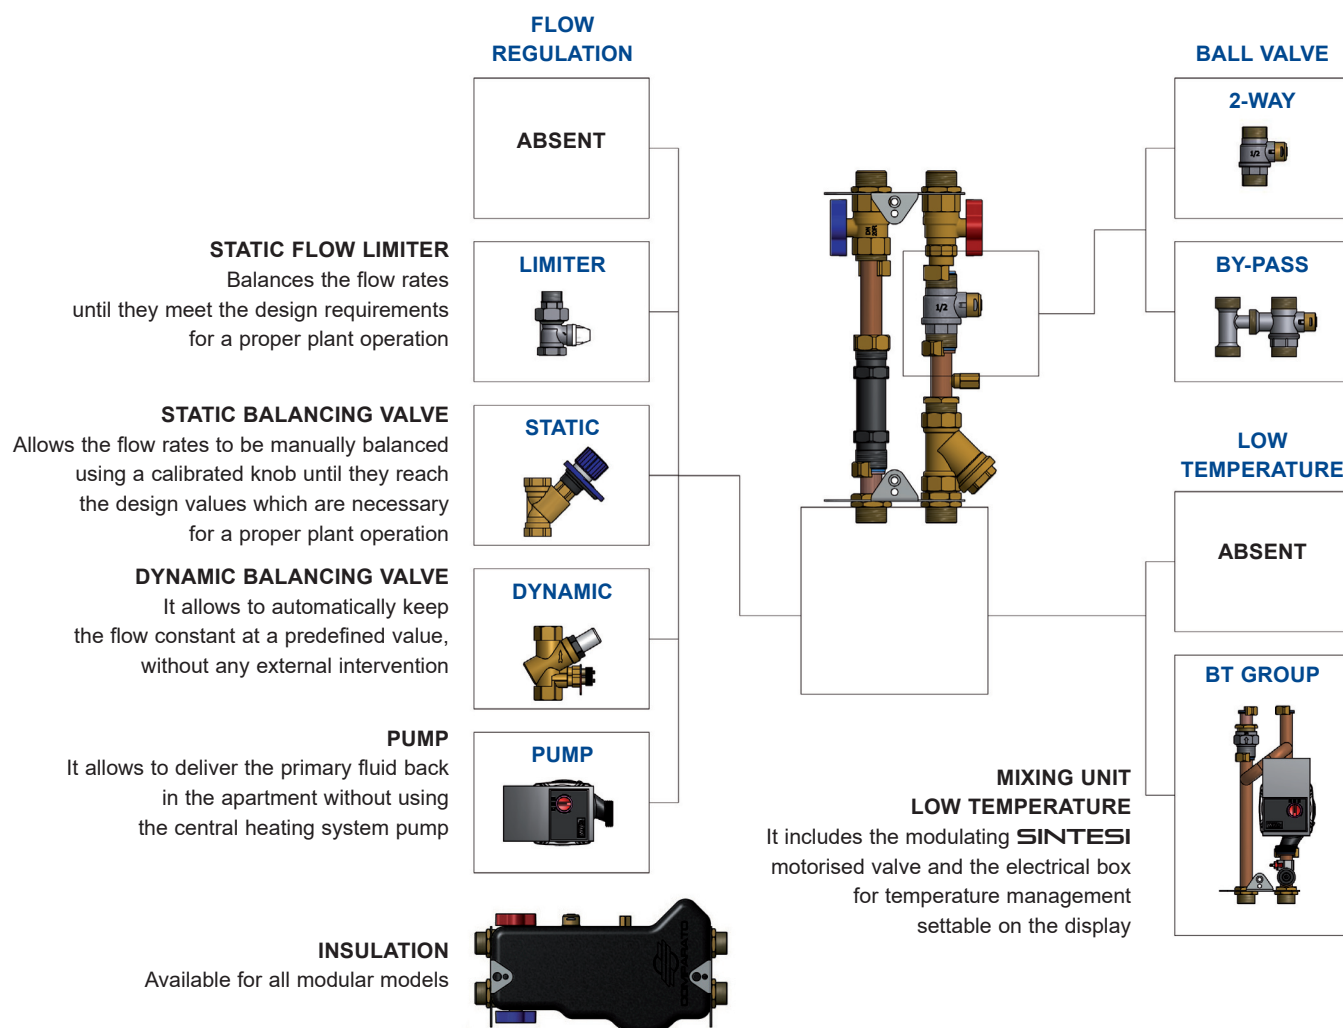 FLOW
REGULATION
ABSENT
STATIC FLOW LIMITER
Balances the flow rates
until they meet the design requirements
for a proper plant operation
LIMITER
STATIC BALANCING VALVE
Allows the flow rates to be manually balanced
using a calibrated knob until they reach
the design values which are necessary
for a proper plant operation
STATIC
DYNAMIC BALANCING VALVE
It allows to automatically keep
the flow constant at a predefined value,
without any external intervention
DYNAMIC
PUMP
It allows to deliver the primary fluid back
in the apartment without using
the central heating system pump
PUMP
INSULATION
Available for all modular models
COMPARATO
1/2
BALL VALVE
2-WAY
1/2
BY-PASS
LOW
TEMPERATURE
ABSENT
BT GROUP
MIXING UNIT
LOW TEMPERATURE
It includes the modulating SINTESI
motorised valve and the electrical box
for temperature management
settable on the display